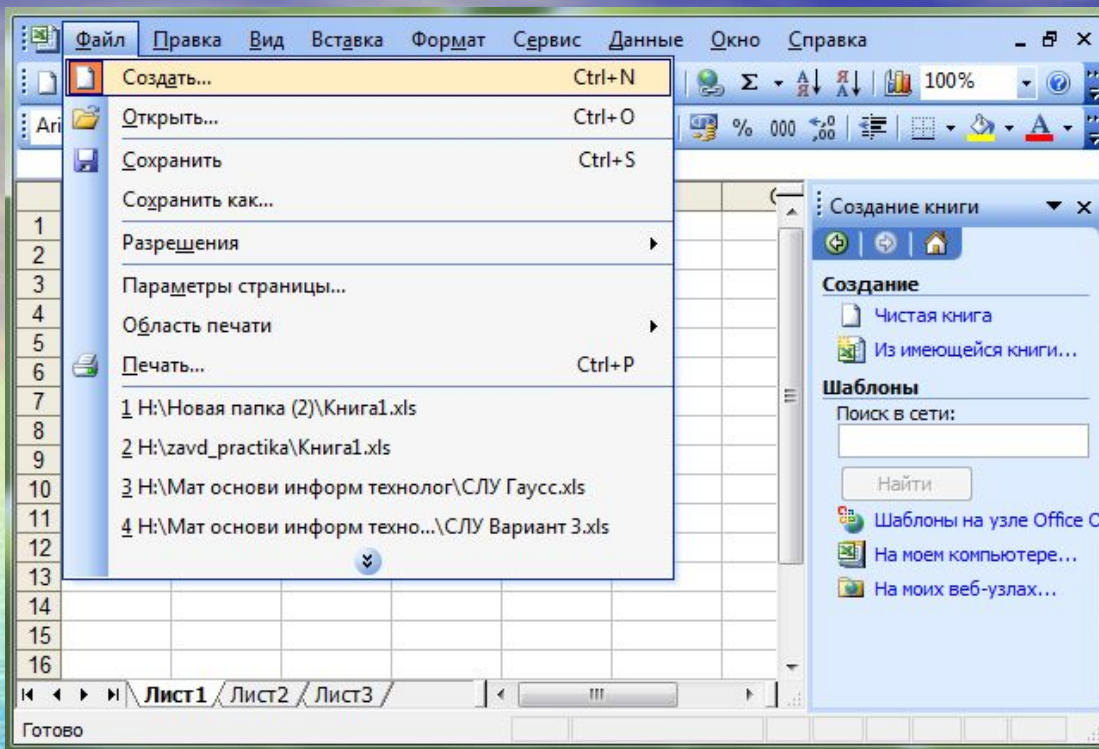 Файл Правка Вид Вставка Формат Сервис Данные Окно Справка
Создать... Ctrl+N
Σ 100%
Открыть... Ctrl+O
Ari
% 000
Сохранить Ctrl+S
Сохранить как...
Разрешения
Параметры страницы...
Область печати
Печать... Ctrl+P
1 H:\Новая папка (2)\Книга1.xls
2 H:\zavd_practika\Книга1.xls
3 H:\Мат основи информ технолог\СЛУ Гаусс.xls
4 H:\Мат основи информ техно...\СЛУ Вариант 3.xls
1
2
3
4
5
6
7
8
9
10
11
12
13
14
15
16
Создание книги
Создание
Чистая книга
Из имеющейся книги...
Шаблоны
Поиск в сети:
Найти
Шаблоны на узле Office O
На моем компьютере...
На моих веб-узлах...
Лист1 Лист2 Лист3
Готово